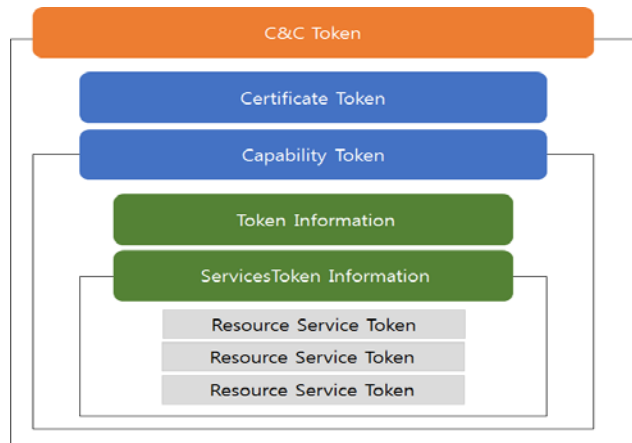 C&C Token
Certificate Token
Capability Token
Token Information
ServicesToken Information
Resource Service Token
Resource Service Token
Resource Service Token